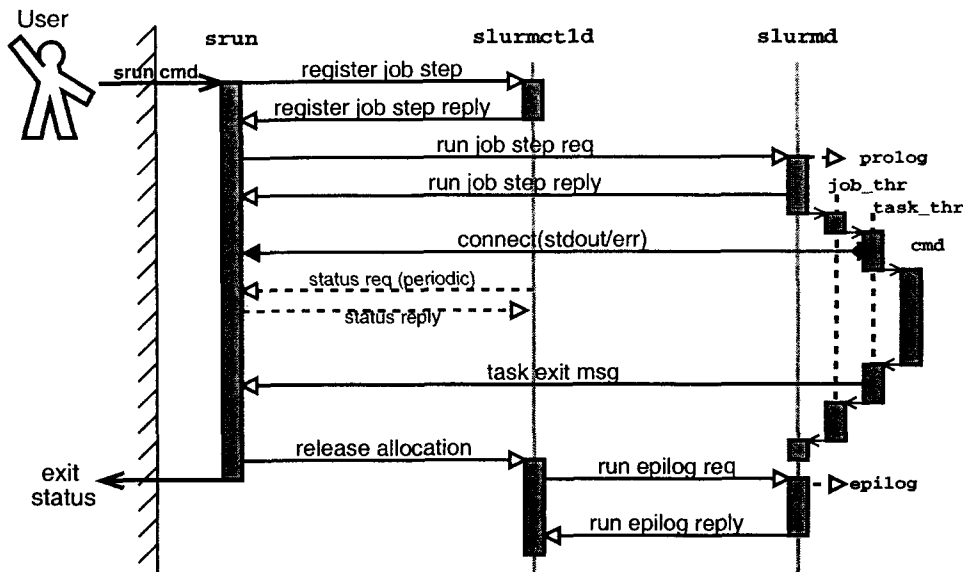 User
srun
slurmctld
slurmd
srun cmd
register job step
register job step reply
run job step req
prolog
run job step reply
job_thr
task_thr
connect(stdout/err)
cmd
status req (periodic)
status reply
task exit msg
release allocation
run epilog req
exit
status
epilog
run epilog reply